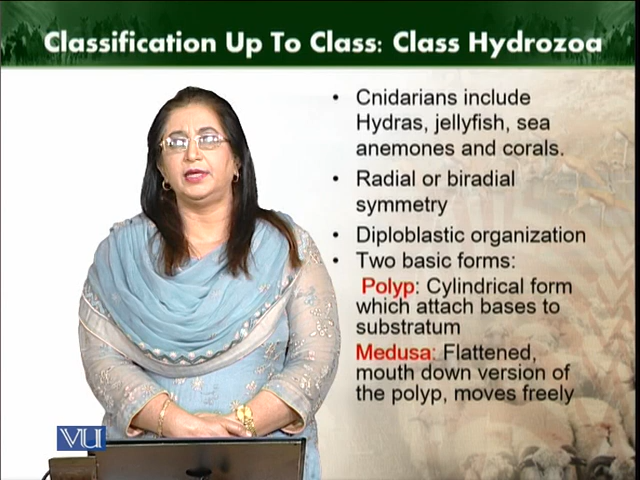 Classification Up To Class: Class Hydrozoa
• Cnidarians include
Hydras, jellyfish, sea
anemones and corals.
• Radial or biradial
symmetry
• Diploblastic organization
• Two basic forms:
Polyp: Cylindrical form
which attach bases to
substratum
Medusa: Flattened,
mouth down version of
the polyp, moves freely
VU